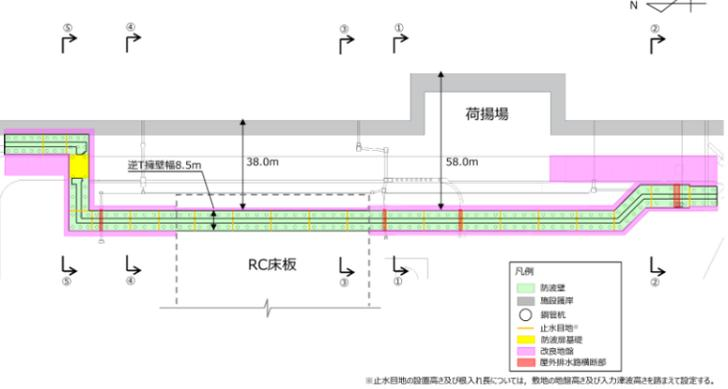 N
⑤
④
③
①
②
荷揚場
逆T擁壁幅8.5m
38.0m
58.0m
RC床板
⑤
④
③
①
②
凡例
防波壁
施設護岸
鋼管杭
止水目地※
防波扉基礎
改良地盤
屋外排水路横断部
※止水目地の設置高さ及び根入れ長については，敷地の地盤高さ及び入力津波高さを踏まえて設定する。